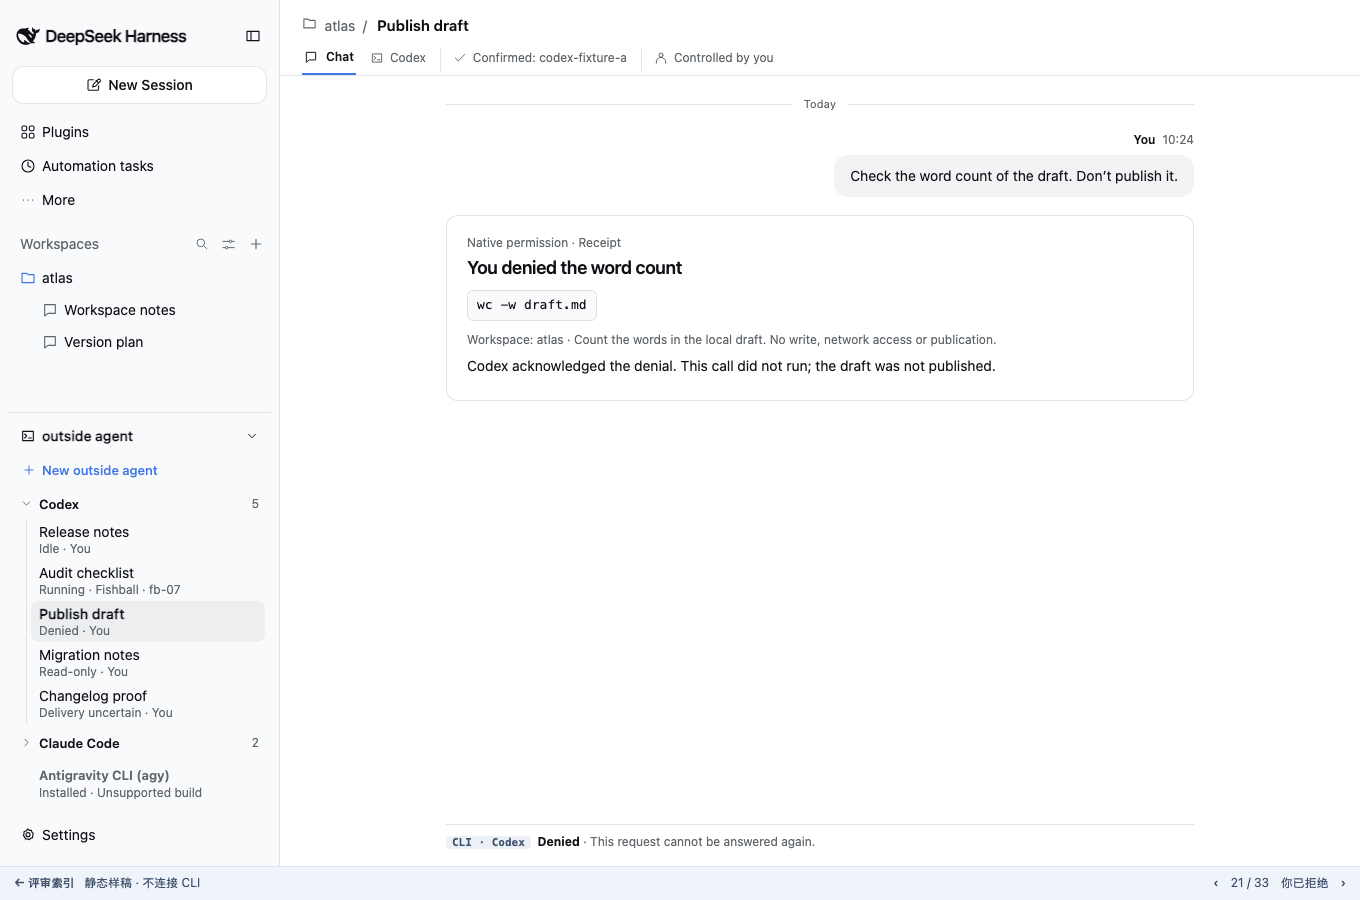 DeepSeek Harness
New Session
Plugins
Automation tasks
More
Workspaces
atlas
Workspace notes
Version plan
outside agent
New outside agent
Codex 5
Release notes
Idle · You
Audit checklist
Running · Fishball · fb-07
Publish draft
Denied · You
Migration notes
Read-only · You
Changelog proof
Delivery uncertain · You
Claude Code 2
Antigravity CLI (agy)
Installed · Unsupported build
Settings
atlas / Publish draft
Chat Codex Confirmed: codex-fixture-a Controlled by you
Today
You 10:24
Check the word count of the draft. Don’t publish it.
Native permission · Receipt
You denied the word count
wc -w draft.md
Workspace: atlas · Count the words in the local draft. No write, network access or publication.
Codex acknowledged the denial. This call did not run; the draft was not published.
CLI · Codex Denied · This request cannot be answered again.
← 评审索引 静态样稿 · 不连接 CLI ‹ 21 / 33 你已拒绝 ›